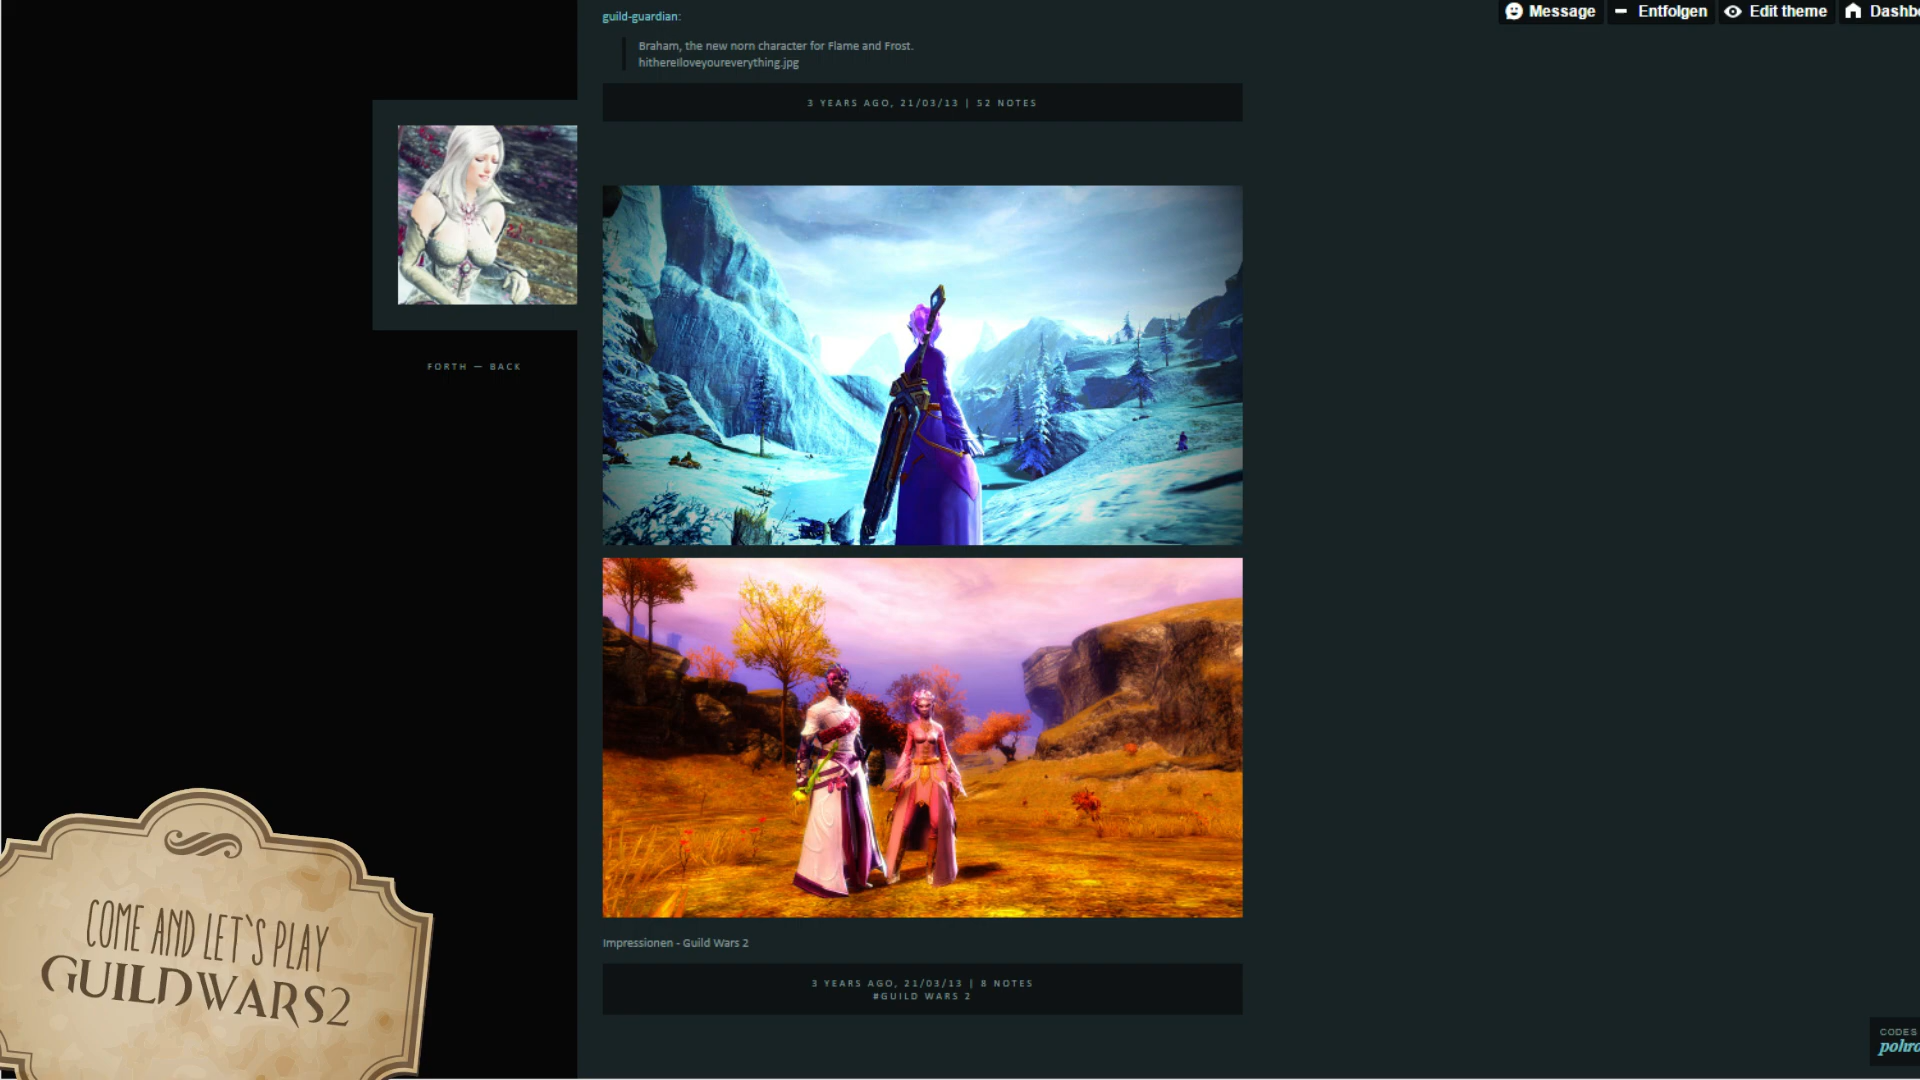 guild-guardian:
Message
Entfolgen
Edit theme
Braham, the new norn character for Flame and Frost.
hithereIloveyoureverything.jpg
3 YEARS AGO, 21/03/13 | 52 NOTES
FORTH — BACK
COME AND LET'S PLAY
GUILDWARS2
Impressionen - Guild Wars 2
3 YEARS AGO, 21/03/13 | 8 NOTES
#GUILD WARS 2
CODES